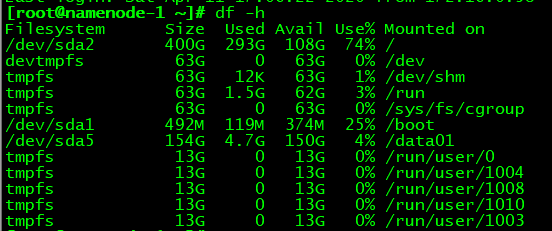 [root@namenode-1 ~]# df -h
Filesystem Size Used Avail Use% Mounted on
/dev/sda2 400G 293G 108G 74% /
devtmpfs 63G 0 63G 0% /dev
tmpfs 63G 12K 63G 1% /dev/shm
tmpfs 63G 1.5G 62G 3% /run
tmpfs 63G 0 63G 0% /sys/fs/cgroup
/dev/sda1 492M 119M 374M 25% /boot
/dev/sda5 154G 4.7G 150G 4% /data01
tmpfs 13G 0 13G 0% /run/user/0
tmpfs 13G 0 13G 0% /run/user/1004
tmpfs 13G 0 13G 0% /run/user/1008
tmpfs 13G 0 13G 0% /run/user/1010
tmpfs 13G 0 13G 0% /run/user/1003